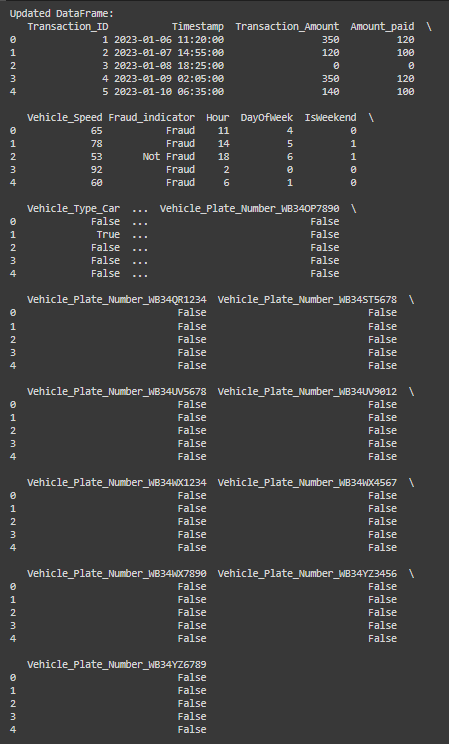 Updated DataFrame:
   Transaction_ID           Timestamp  Transaction_Amount  Amount_paid  \
0               1 2023-01-06 11:20:00                 350          120
1               2 2023-01-07 14:55:00                 120          100
2               3 2023-01-08 18:25:00                   0            0
3               4 2023-01-09 02:05:00                 350          120
4               5 2023-01-10 06:35:00                 140          100
   Vehicle_Speed Fraud_indicator  Hour  DayOfWeek  IsWeekend  \
0             65           Fraud    11          4          0
1             78           Fraud    14          5          1
2             53       Not Fraud    18          6          1
3             92           Fraud     2          0          0
4             60           Fraud     6          1          0
   Vehicle_Type_Car  ...  Vehicle_Plate_Number_WB34OP7890  \
0             False  ...                            False
1              True  ...                            False
2             False  ...                            False
3             False  ...                            False
4             False  ...                            False
   Vehicle_Plate_Number_WB34QR1234  Vehicle_Plate_Number_WB34ST5678  \
0                            False                            False
1                            False                            False
2                            False                            False
3                            False                            False
4                            False                            False
   Vehicle_Plate_Number_WB34UV5678  Vehicle_Plate_Number_WB34UV9012  \
0                            False                            False
1                            False                            False
2                            False                            False
3                            False                            False
4                            False                            False
   Vehicle_Plate_Number_WB34WX1234  Vehicle_Plate_Number_WB34WX4567  \
0                            False                            False
1                            False                            False
2                            False                            False
3                            False                            False
4                            False                            False
   Vehicle_Plate_Number_WB34WX7890  Vehicle_Plate_Number_WB34YZ3456  \
0                            False                            False
1                            False                            False
2                            False                            False
3                            False                            False
4                            False                            False
   Vehicle_Plate_Number_WB34YZ6789
0                            False
1                            False
2                            False
3                            False
4                            False